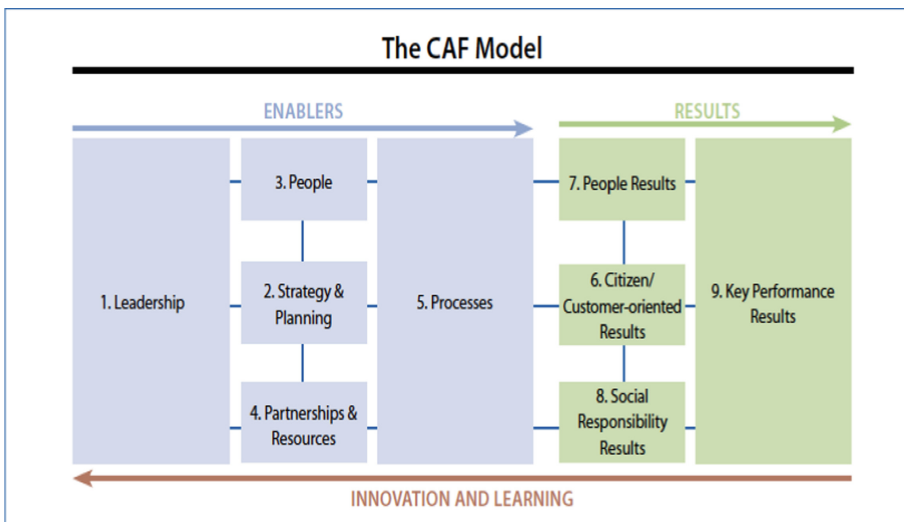 The CAF Model
ENABLERS
RESULTS
1. Leadership
3. People
2. Strategy &
Planning
4. Partnerships &
Resources
5. Processes
7. People Results
6. Citizen/
Customer-oriented
Results
8. Social
Responsibility
Results
9. Key Performance
Results
INNOVATION AND LEARNING